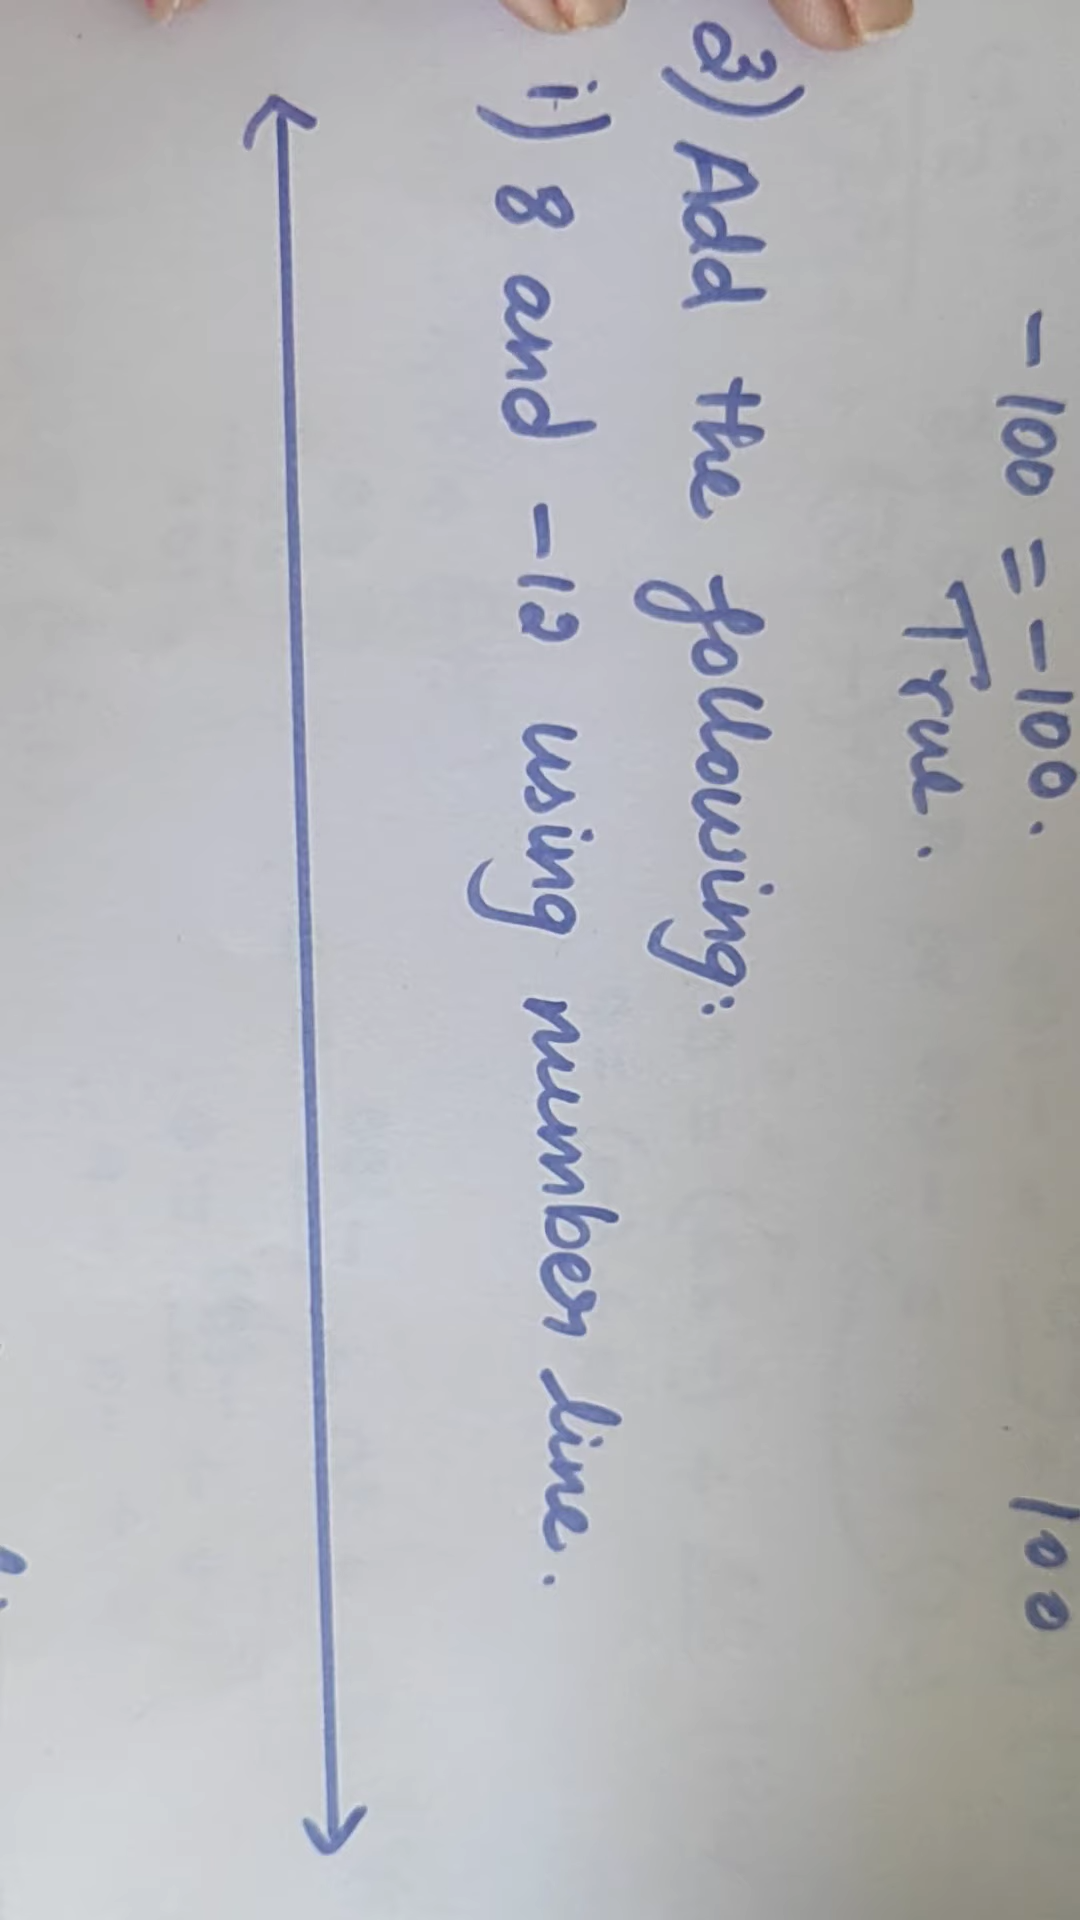 -100 = -100.
100
True.
3) Add the following:
i) 8 and -12 using number line.